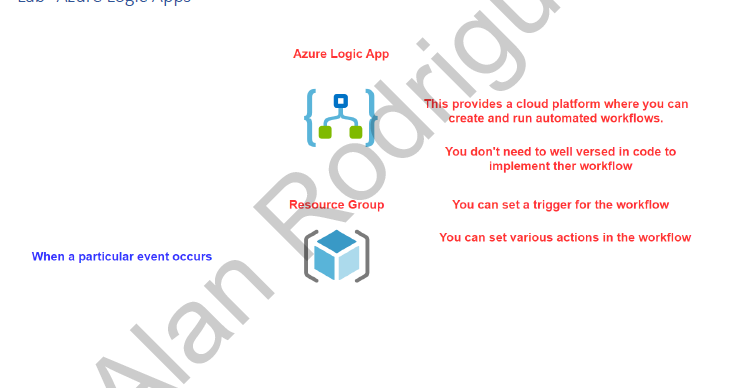 Lab - Azure Logic Apps
Azure Logic App
This provides a cloud platform where you can
create and run automated workflows.
You don't need to well versed in code to
implement ther workflow
Resource Group
You can set a trigger for the workflow
You can set various actions in the workflow
When a particular event occurs
Alan Rodrigu